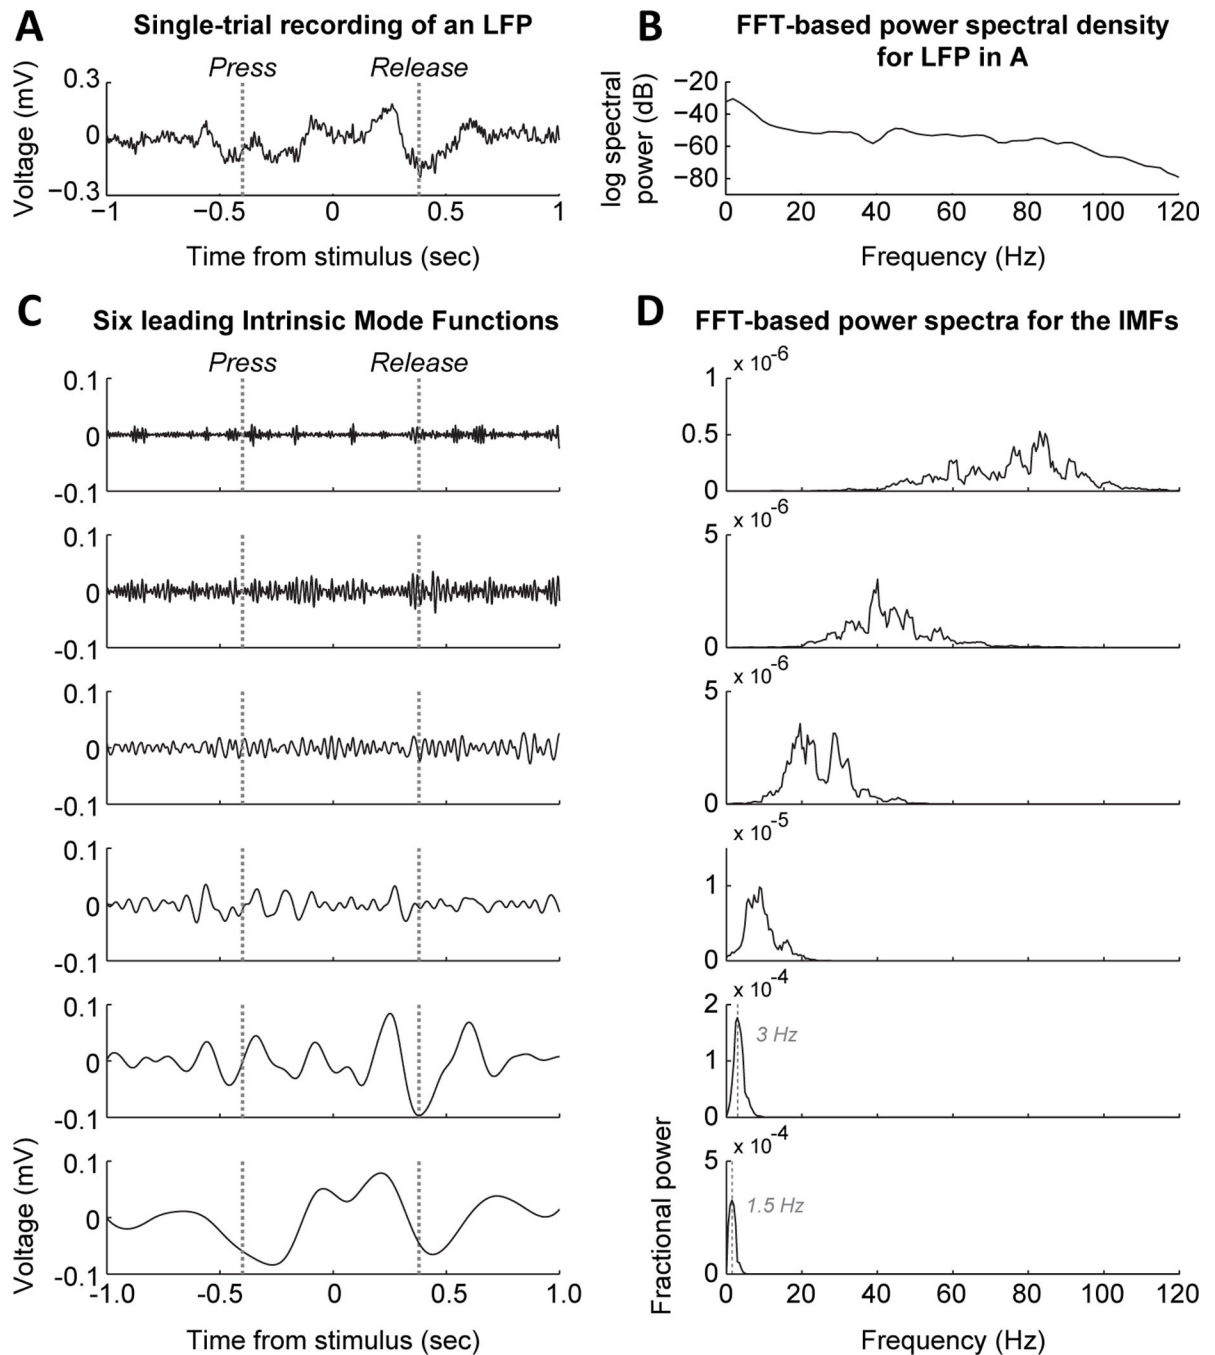 A
Single-trial recording of an LFP
Press
Release
Voltage (mV)
0.3
0
−0.3
−1
−0.5
0
0.5
1
Time from stimulus (sec)
B
FFT-based power spectral density
for LFP in A
log spectral
power (dB)
−20
−40
−60
−80
0
20
40
60
80
100
120
Frequency (Hz)
C
Six leading Intrinsic Mode Functions
Press
Release
0.1
0
-0.1
0.1
0
-0.1
0.1
0
-0.1
0.1
0
-0.1
0.1
0
-0.1
0.1
0
-0.1
Voltage (mV)
-1.0
-0.5
0
0.5
1.0
Time from stimulus (sec)
D
FFT-based power spectra for the IMFs
x 10-6
1
0.5
0
x 10-6
5
0
x 10-6
5
0
x 10-5
1
0
x 10-4
2
1
0
3 Hz
x 10-4
5
0
1.5 Hz
Fractional power
0
20
40
60
80
100
120
Frequency (Hz)